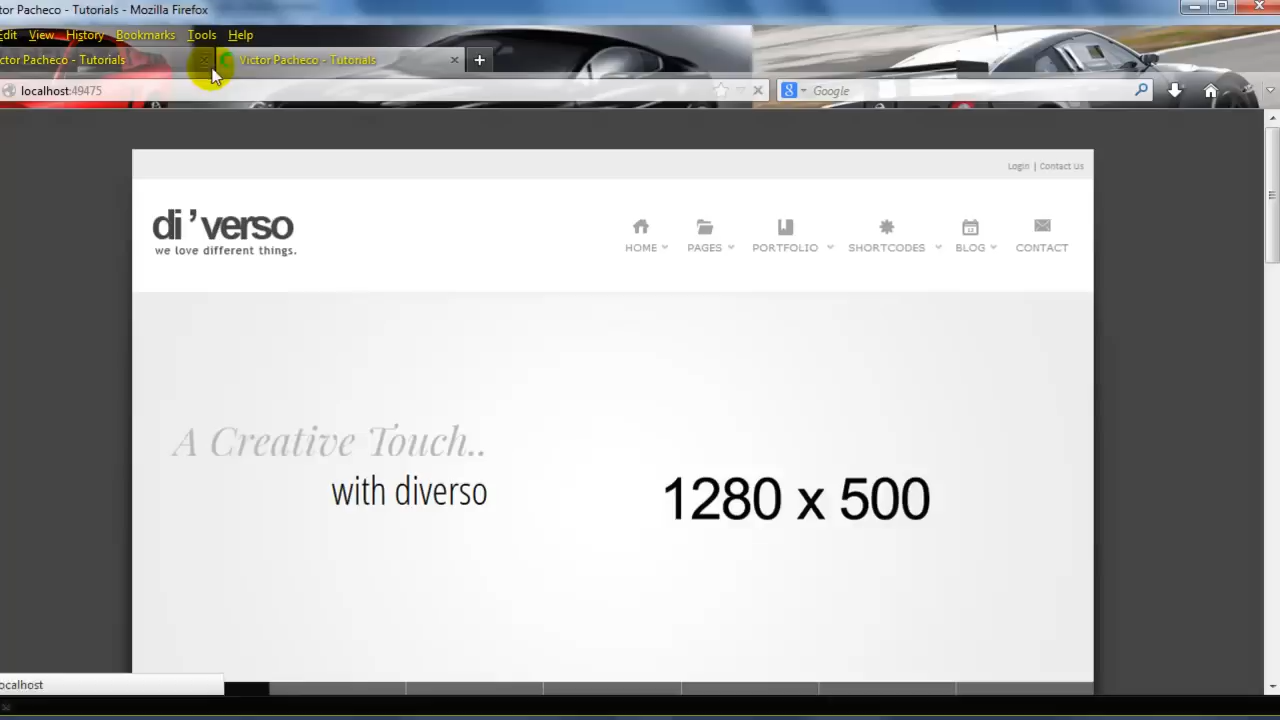 tor Pacheco - Tutorials - Mozilla Firefox
Edit View History Bookmarks Tools Help
ctor Pacheco - Tutorials Victor Pacheco - Tutorials
localhost:49475 Google
Login | Contact Us
di'verso
we love different things.
HOME PAGES PORTFOLIO SHORTCODES BLOG CONTACT
A Creative Touch..
with diverso
1280 x 500
ocalhost